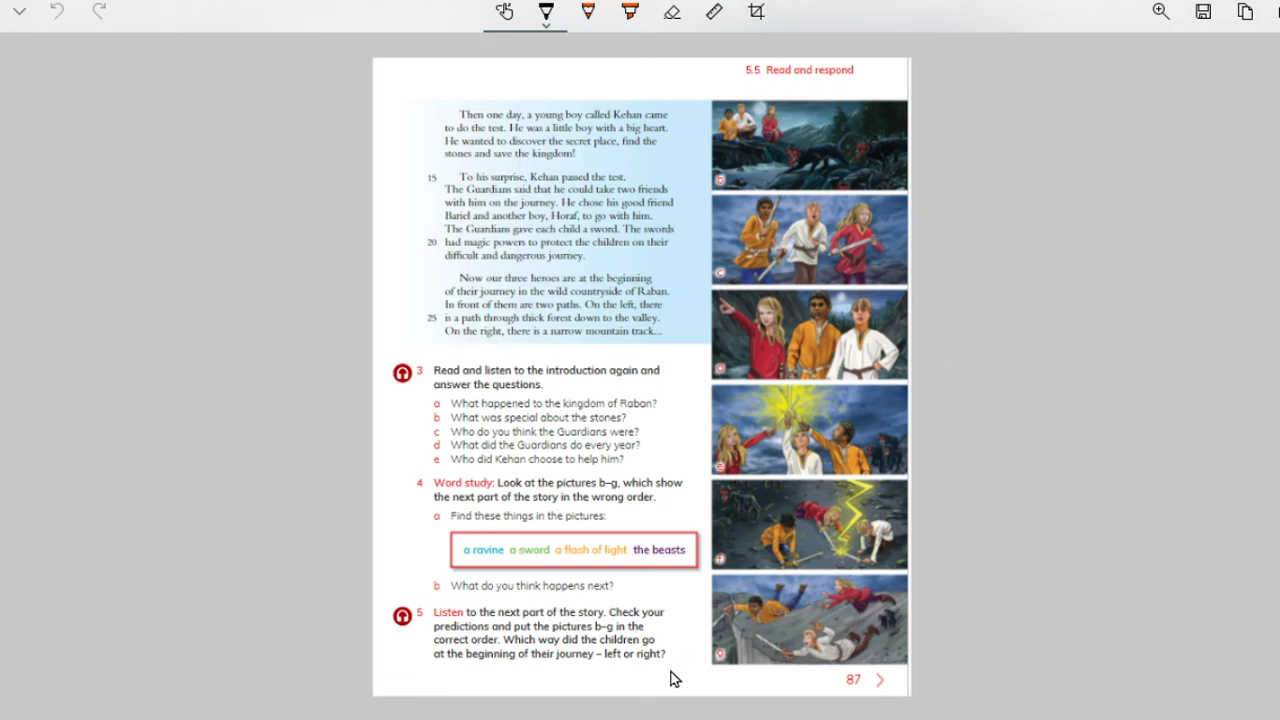 5.5 Read and respond
Then one day, a young boy called Kehan came
to do the test. He was a little boy with a big heart.
He wanted to discover the secret place, find the
stones and save the kingdom!
15 To his surprise, Kehan passed the test.
The Guardians said that he could take two friends
with him on the journey. He chose his good friend
Bariel and another boy, Horaf, to go with him.
The Guardians gave each child a sword. The swords
20 had magic powers to protect the children on their
difficult and dangerous journey.
Now our three heroes are at the beginning
of their journey in the wild countryside of Raban.
In front of them are two paths. On the left, there
25 is a path through thick forest down to the valley.
On the right, there is a narrow mountain track...
3 Read and listen to the introduction again and
answer the questions.
a What happened to the kingdom of Raban?
b What was special about the stones?
c Who do you think the Guardians were?
d What did the Guardians do every year?
e Who did Kehan choose to help him?
4 Word study: Look at the pictures b–g, which show
the next part of the story in the wrong order.
a Find these things in the pictures:
a ravine a sword a flash of light the beasts
b What do you think happens next?
5 Listen to the next part of the story. Check your
predictions and put the pictures b–g in the
correct order. Which way did the children go
at the beginning of their journey – left or right?
b
c
d
e
f
g
87